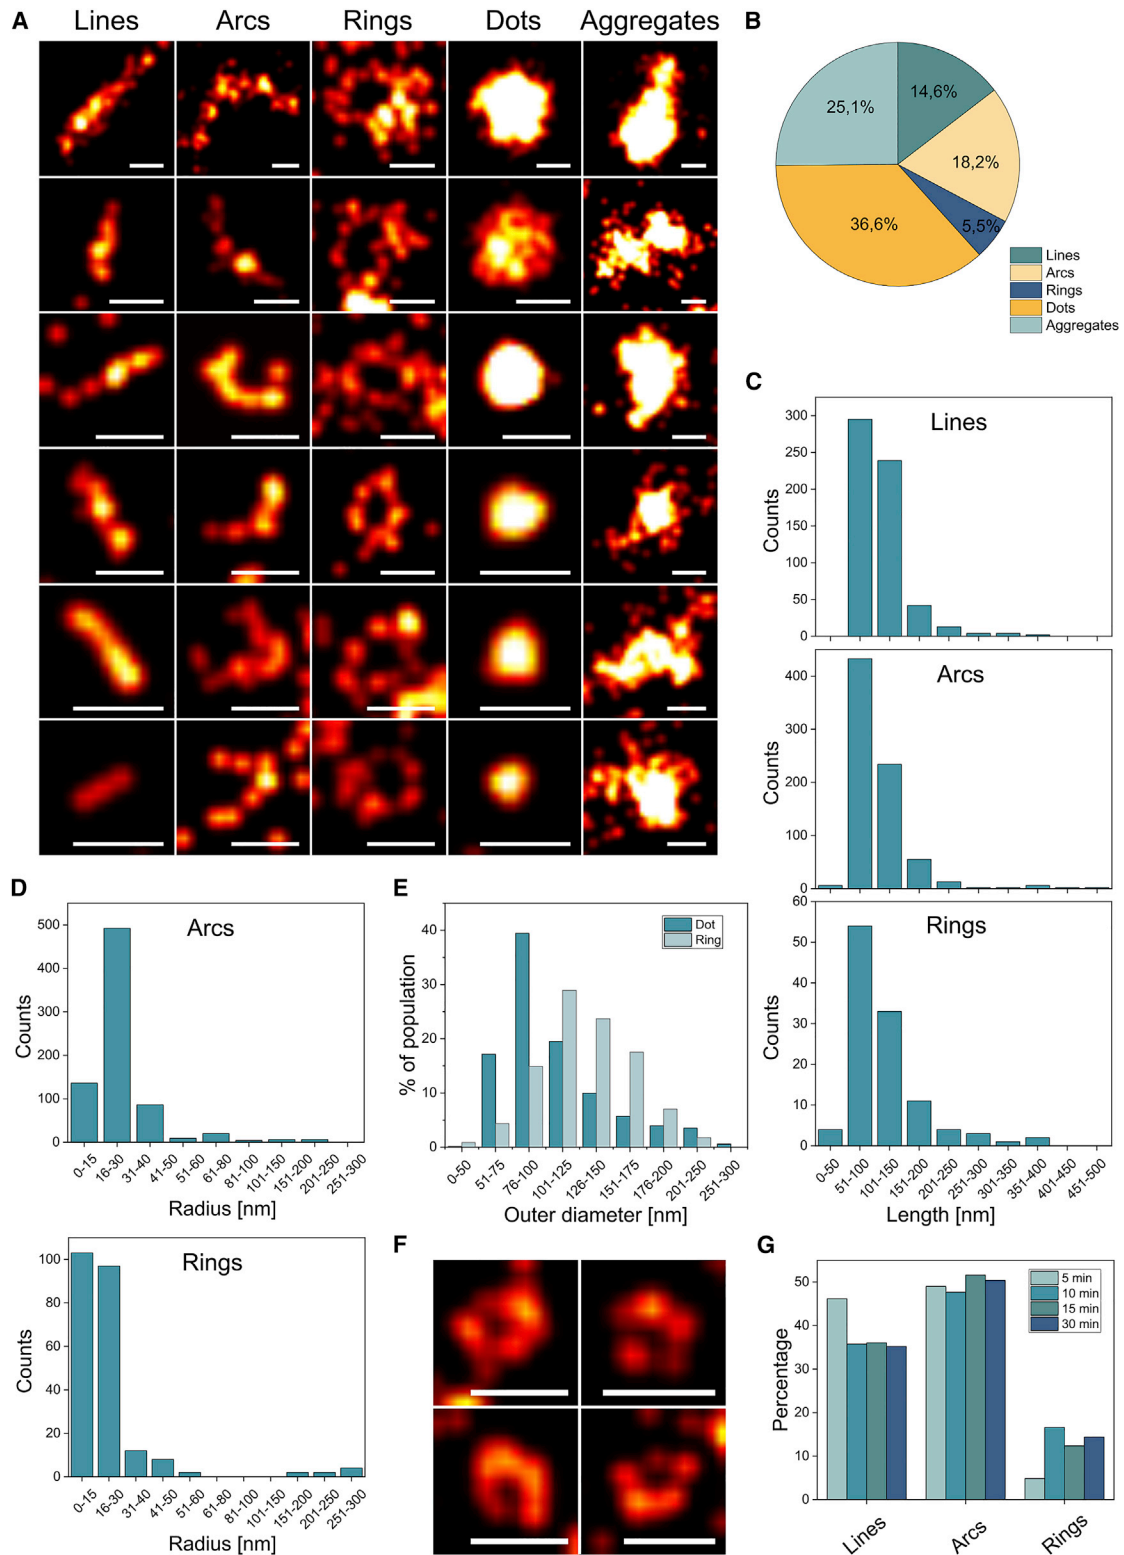 A
Lines
Arcs
Rings
Dots
Aggregates
B
14,6%
18,2%
5,5%
36,6%
25,1%
Lines
Arcs
Rings
Dots
Aggregates
C
Lines
Counts
300
250
200
150
100
50
0
Arcs
Counts
400
300
200
100
0
Rings
Counts
60
50
40
30
20
10
0
0-50
51-100
101-150
151-200
201-250
251-300
301-350
351-400
401-450
451-500
Length [nm]
D
Arcs
Counts
500
400
300
200
100
0
0-15
16-30
31-40
41-50
51-60
61-80
81-100
101-150
151-200
201-250
251-300
Radius [nm]
Rings
Counts
100
80
60
40
20
0
0-15
16-30
31-40
41-50
51-60
61-80
81-100
101-150
151-200
201-250
251-300
Radius [nm]
E
Dot
Ring
% of population
40
30
20
10
0
0-50
51-75
76-100
101-125
126-150
151-175
176-200
201-250
251-300
Outer diameter [nm]
F
G
5 min
10 min
15 min
30 min
Percentage
50
40
30
20
10
0
Lines
Arcs
Rings